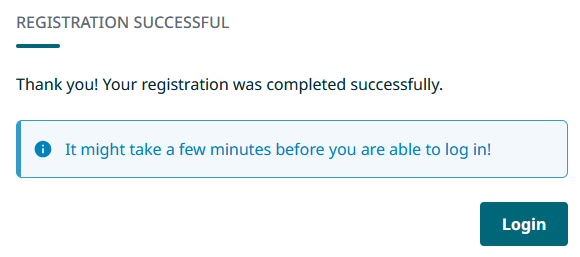 REGISTRATION SUCCESSFUL
Thank you! Your registration was completed successfully.
It might take a few minutes before you are able to log in!
Login